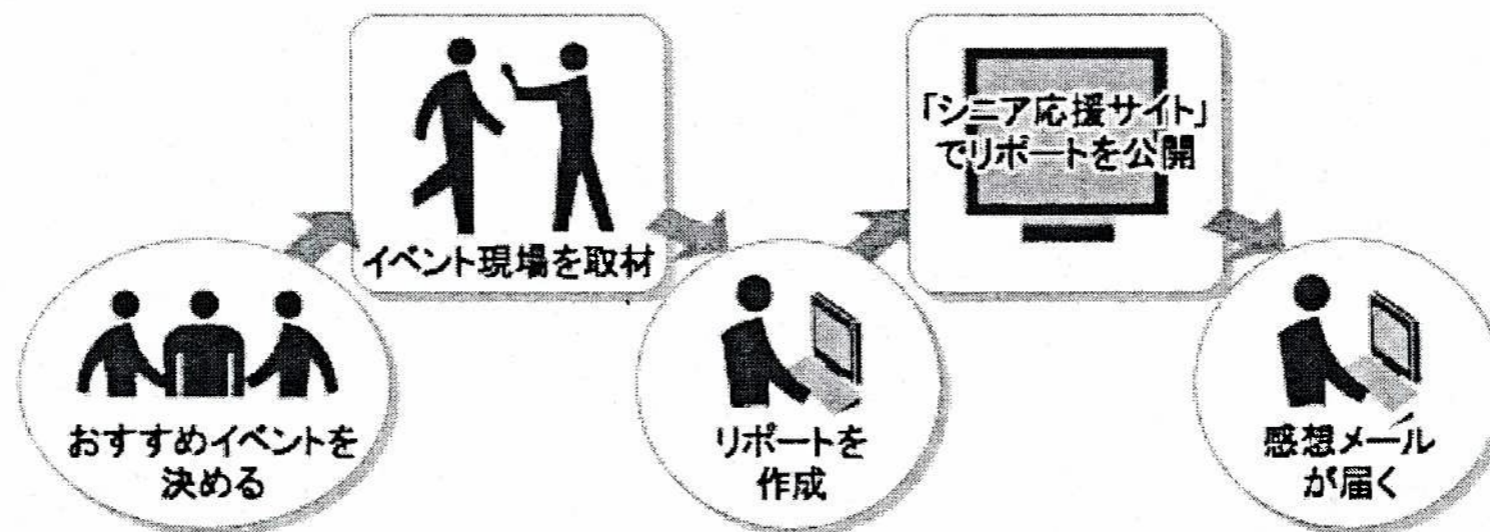 おすすめイベントを
決める
イベント現場を取材
リポートを
作成
「シニア応援サイト」
でリポートを公開
感想メール
が届く